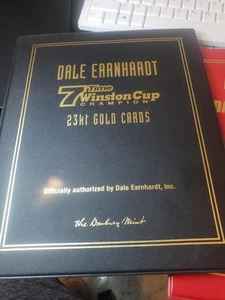 DALE EARNHARDT
7 Time
Winston Cup
CHAMPION
23kt GOLD CARDS
Officially authorized by Dale Earnhardt, Inc.
the Danbury Mint